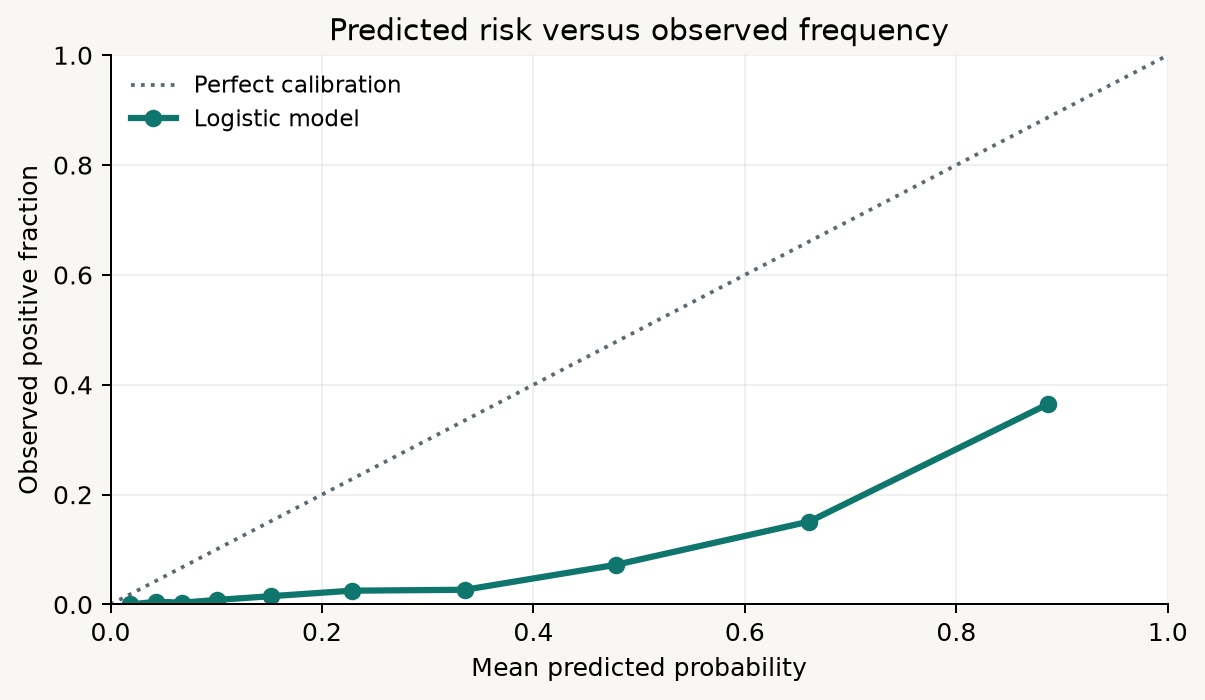 Predicted risk versus observed frequency
Perfect calibration
Logistic model
Observed positive fraction
1.0
0.8
0.6
0.4
0.2
0.0
0.0 0.2 0.4 0.6 0.8 1.0
Mean predicted probability